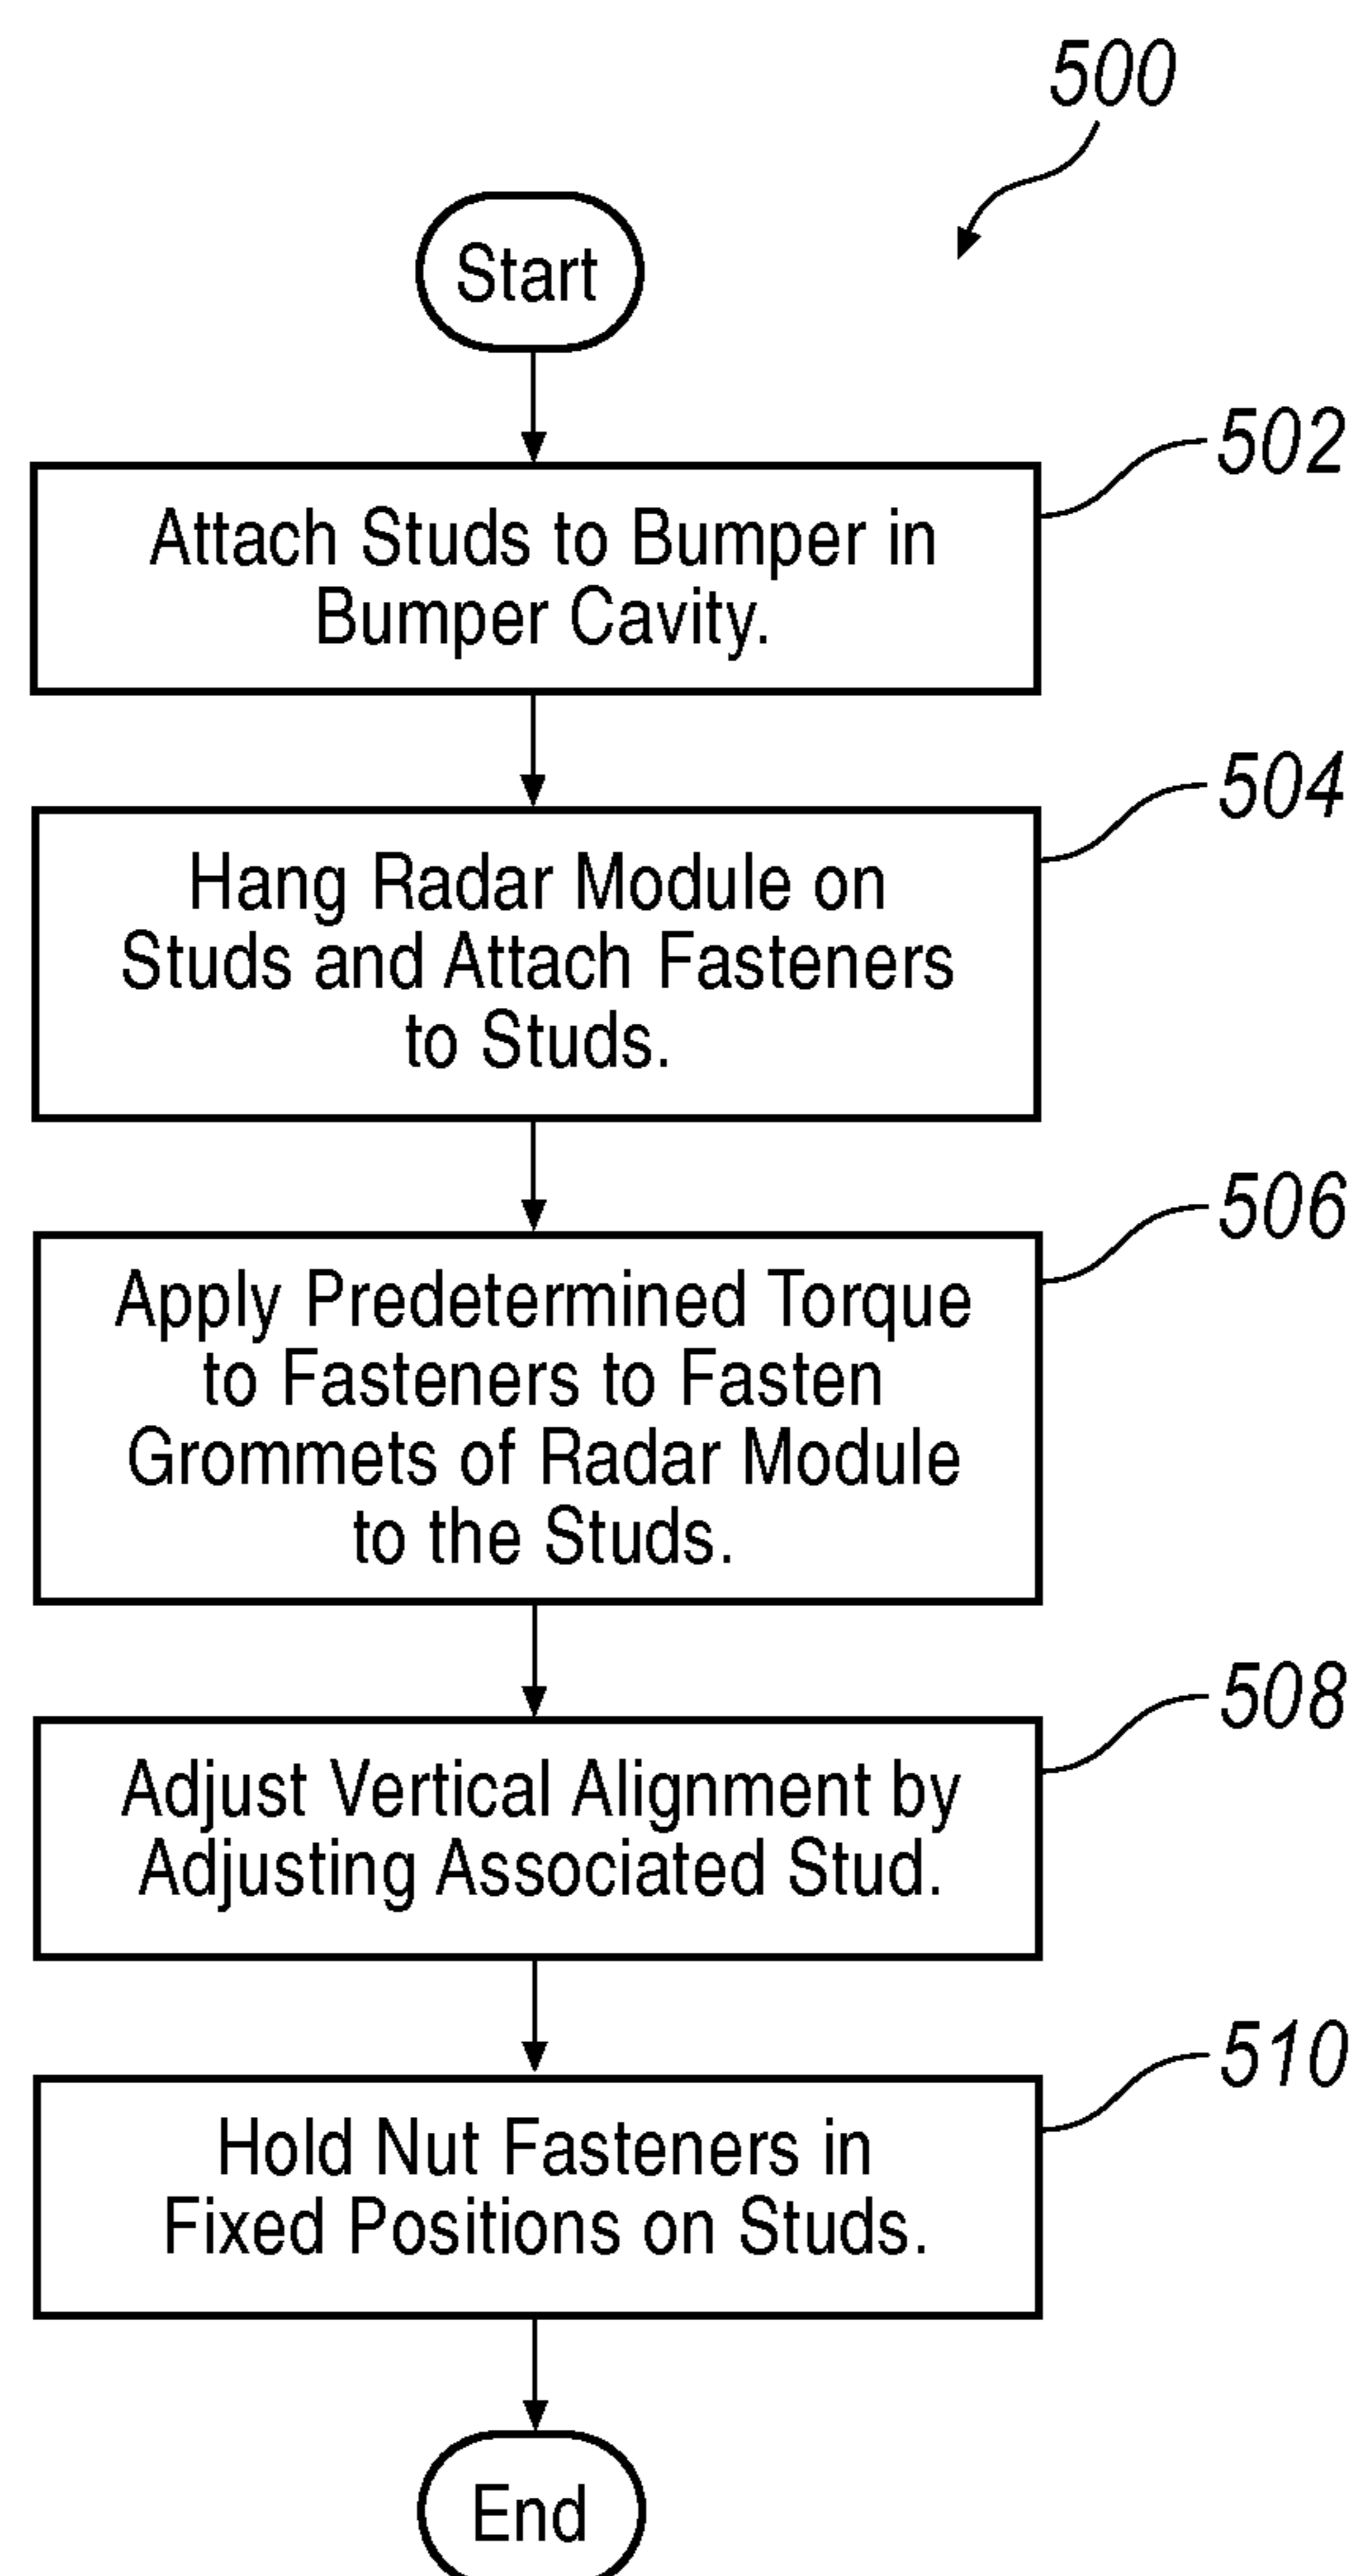 500
Start
502
Attach Studs to Bumper in
Bumper Cavity.
504
Hang Radar Module on
Studs and Attach Fasteners
to Studs.
506
Apply Predetermined Torque
to Fasteners to Fasten
Grommets of Radar Module
to the Studs.
508
Adjust Vertical Alignment by
Adjusting Associated Stud.
510
Hold Nut Fasteners in
Fixed Positions on Studs.
End